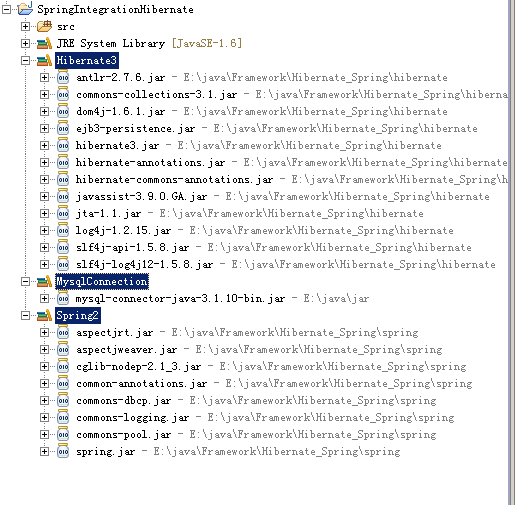 SpringIntegrationHibernate
src
JRE System Library [JavaSE-1.6]
Hibernate3
antlr-2.7.6.jar - E:\java\Framework\Hibernate_Spring\hibernate
commons-collections-3.1.jar - E:\java\Framework\Hibernate_Spring\hiberna
dom4j-1.6.1.jar - E:\java\Framework\Hibernate_Spring\hibernate
ejb3-persistence.jar - E:\java\Framework\Hibernate_Spring\hibernate
hibernate3.jar - E:\java\Framework\Hibernate_Spring\hibernate
hibernate-annotations.jar - E:\java\Framework\Hibernate_Spring\hibernate
hibernate-commons-annotations.jar - E:\java\Framework\Hibernate_Spring\h
javassist-3.9.0.GA.jar - E:\java\Framework\Hibernate_Spring\hibernate
jta-1.1.jar - E:\java\Framework\Hibernate_Spring\hibernate
log4j-1.2.15.jar - E:\java\Framework\Hibernate_Spring\hibernate
slf4j-api-1.5.8.jar - E:\java\Framework\Hibernate_Spring\hibernate
slf4j-log4j12-1.5.8.jar - E:\java\Framework\Hibernate_Spring\hibernate
MysqlConnection
mysql-connector-java-3.1.10-bin.jar - E:\java\jar
Spring2
aspectjrt.jar - E:\java\Framework\Hibernate_Spring\spring
aspectjweaver.jar - E:\java\Framework\Hibernate_Spring\spring
cglib-nodep-2.1_3.jar - E:\java\Framework\Hibernate_Spring\spring
common-annotations.jar - E:\java\Framework\Hibernate_Spring\spring
commons-dbcp.jar - E:\java\Framework\Hibernate_Spring\spring
commons-logging.jar - E:\java\Framework\Hibernate_Spring\spring
commons-pool.jar - E:\java\Framework\Hibernate_Spring\spring
spring.jar - E:\java\Framework\Hibernate_Spring\spring